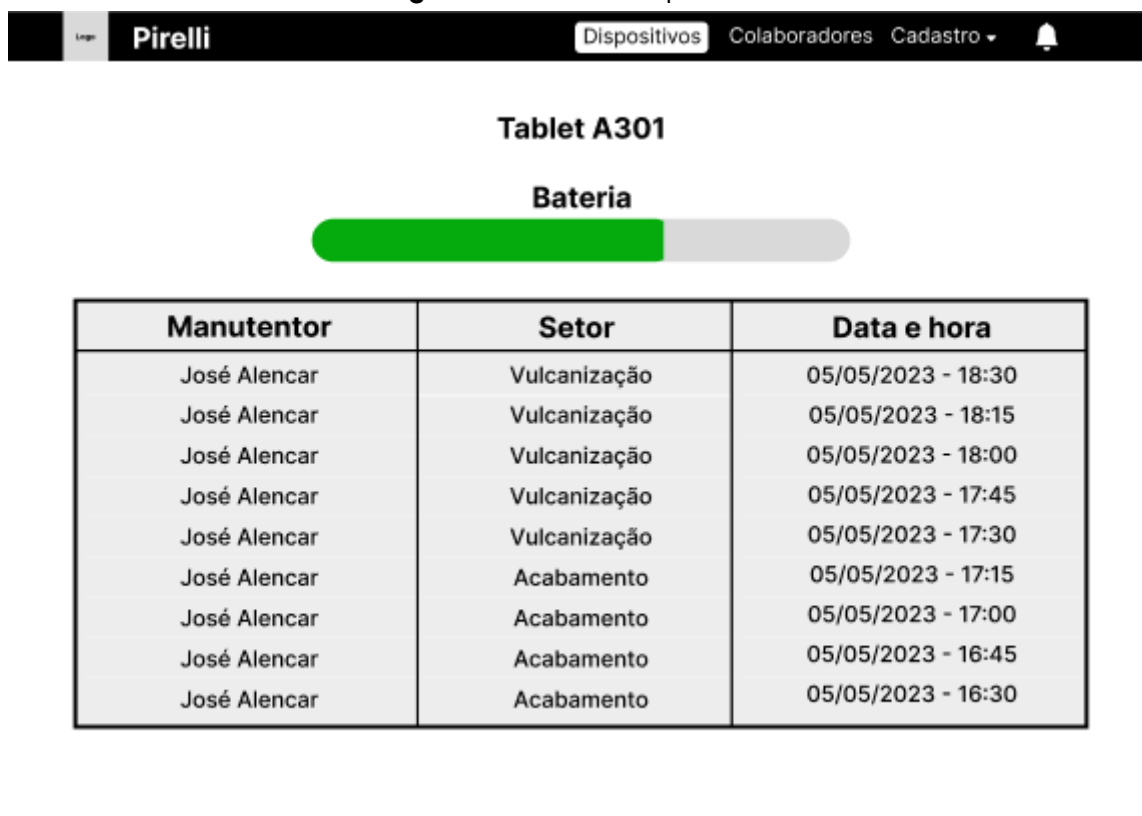 Logo Pirelli Dispositivos Colaboradores Cadastro
Tablet A301
Bateria
Manutentor Setor Data e hora
José Alencar Vulcanização 05/05/2023 - 18:30
José Alencar Vulcanização 05/05/2023 - 18:15
José Alencar Vulcanização 05/05/2023 - 18:00
José Alencar Vulcanização 05/05/2023 - 17:45
José Alencar Vulcanização 05/05/2023 - 17:30
José Alencar Acabamento 05/05/2023 - 17:15
José Alencar Acabamento 05/05/2023 - 17:00
José Alencar Acabamento 05/05/2023 - 16:45
José Alencar Acabamento 05/05/2023 - 16:30